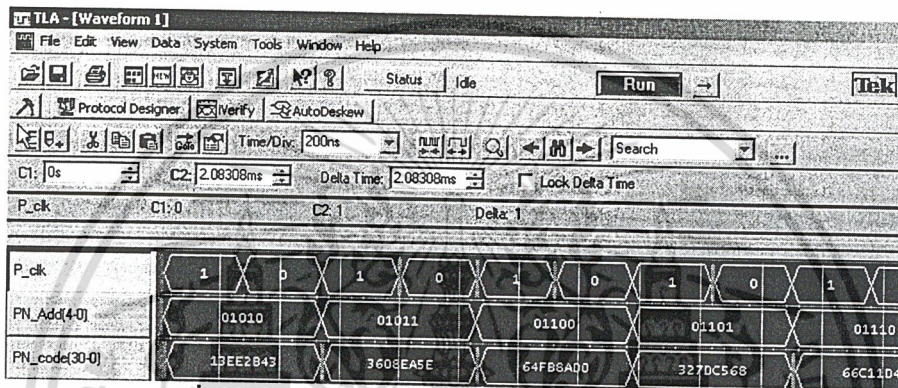 TLA - [Waveform 1]
File Edit View Data System Tools Window Help
Status Idle Run Tek
Protocol Designer iVerify AutoDeskew
Time/Div: 200ns Search ...
C1: 0s C2: 2.08308ms Delta Time: 2.08308ms Lock Delta Time
P_clk C1: 0 C2: 1 Delta: 1
P_clk 1 0 1 0 1 0 1 0 1
PN_Add(4-0) 01010 01011 01100 01101 01110
PN_code(30-0) 13EE2B43 3608EA5E 64FB8AD0 327DC568 66C11D4